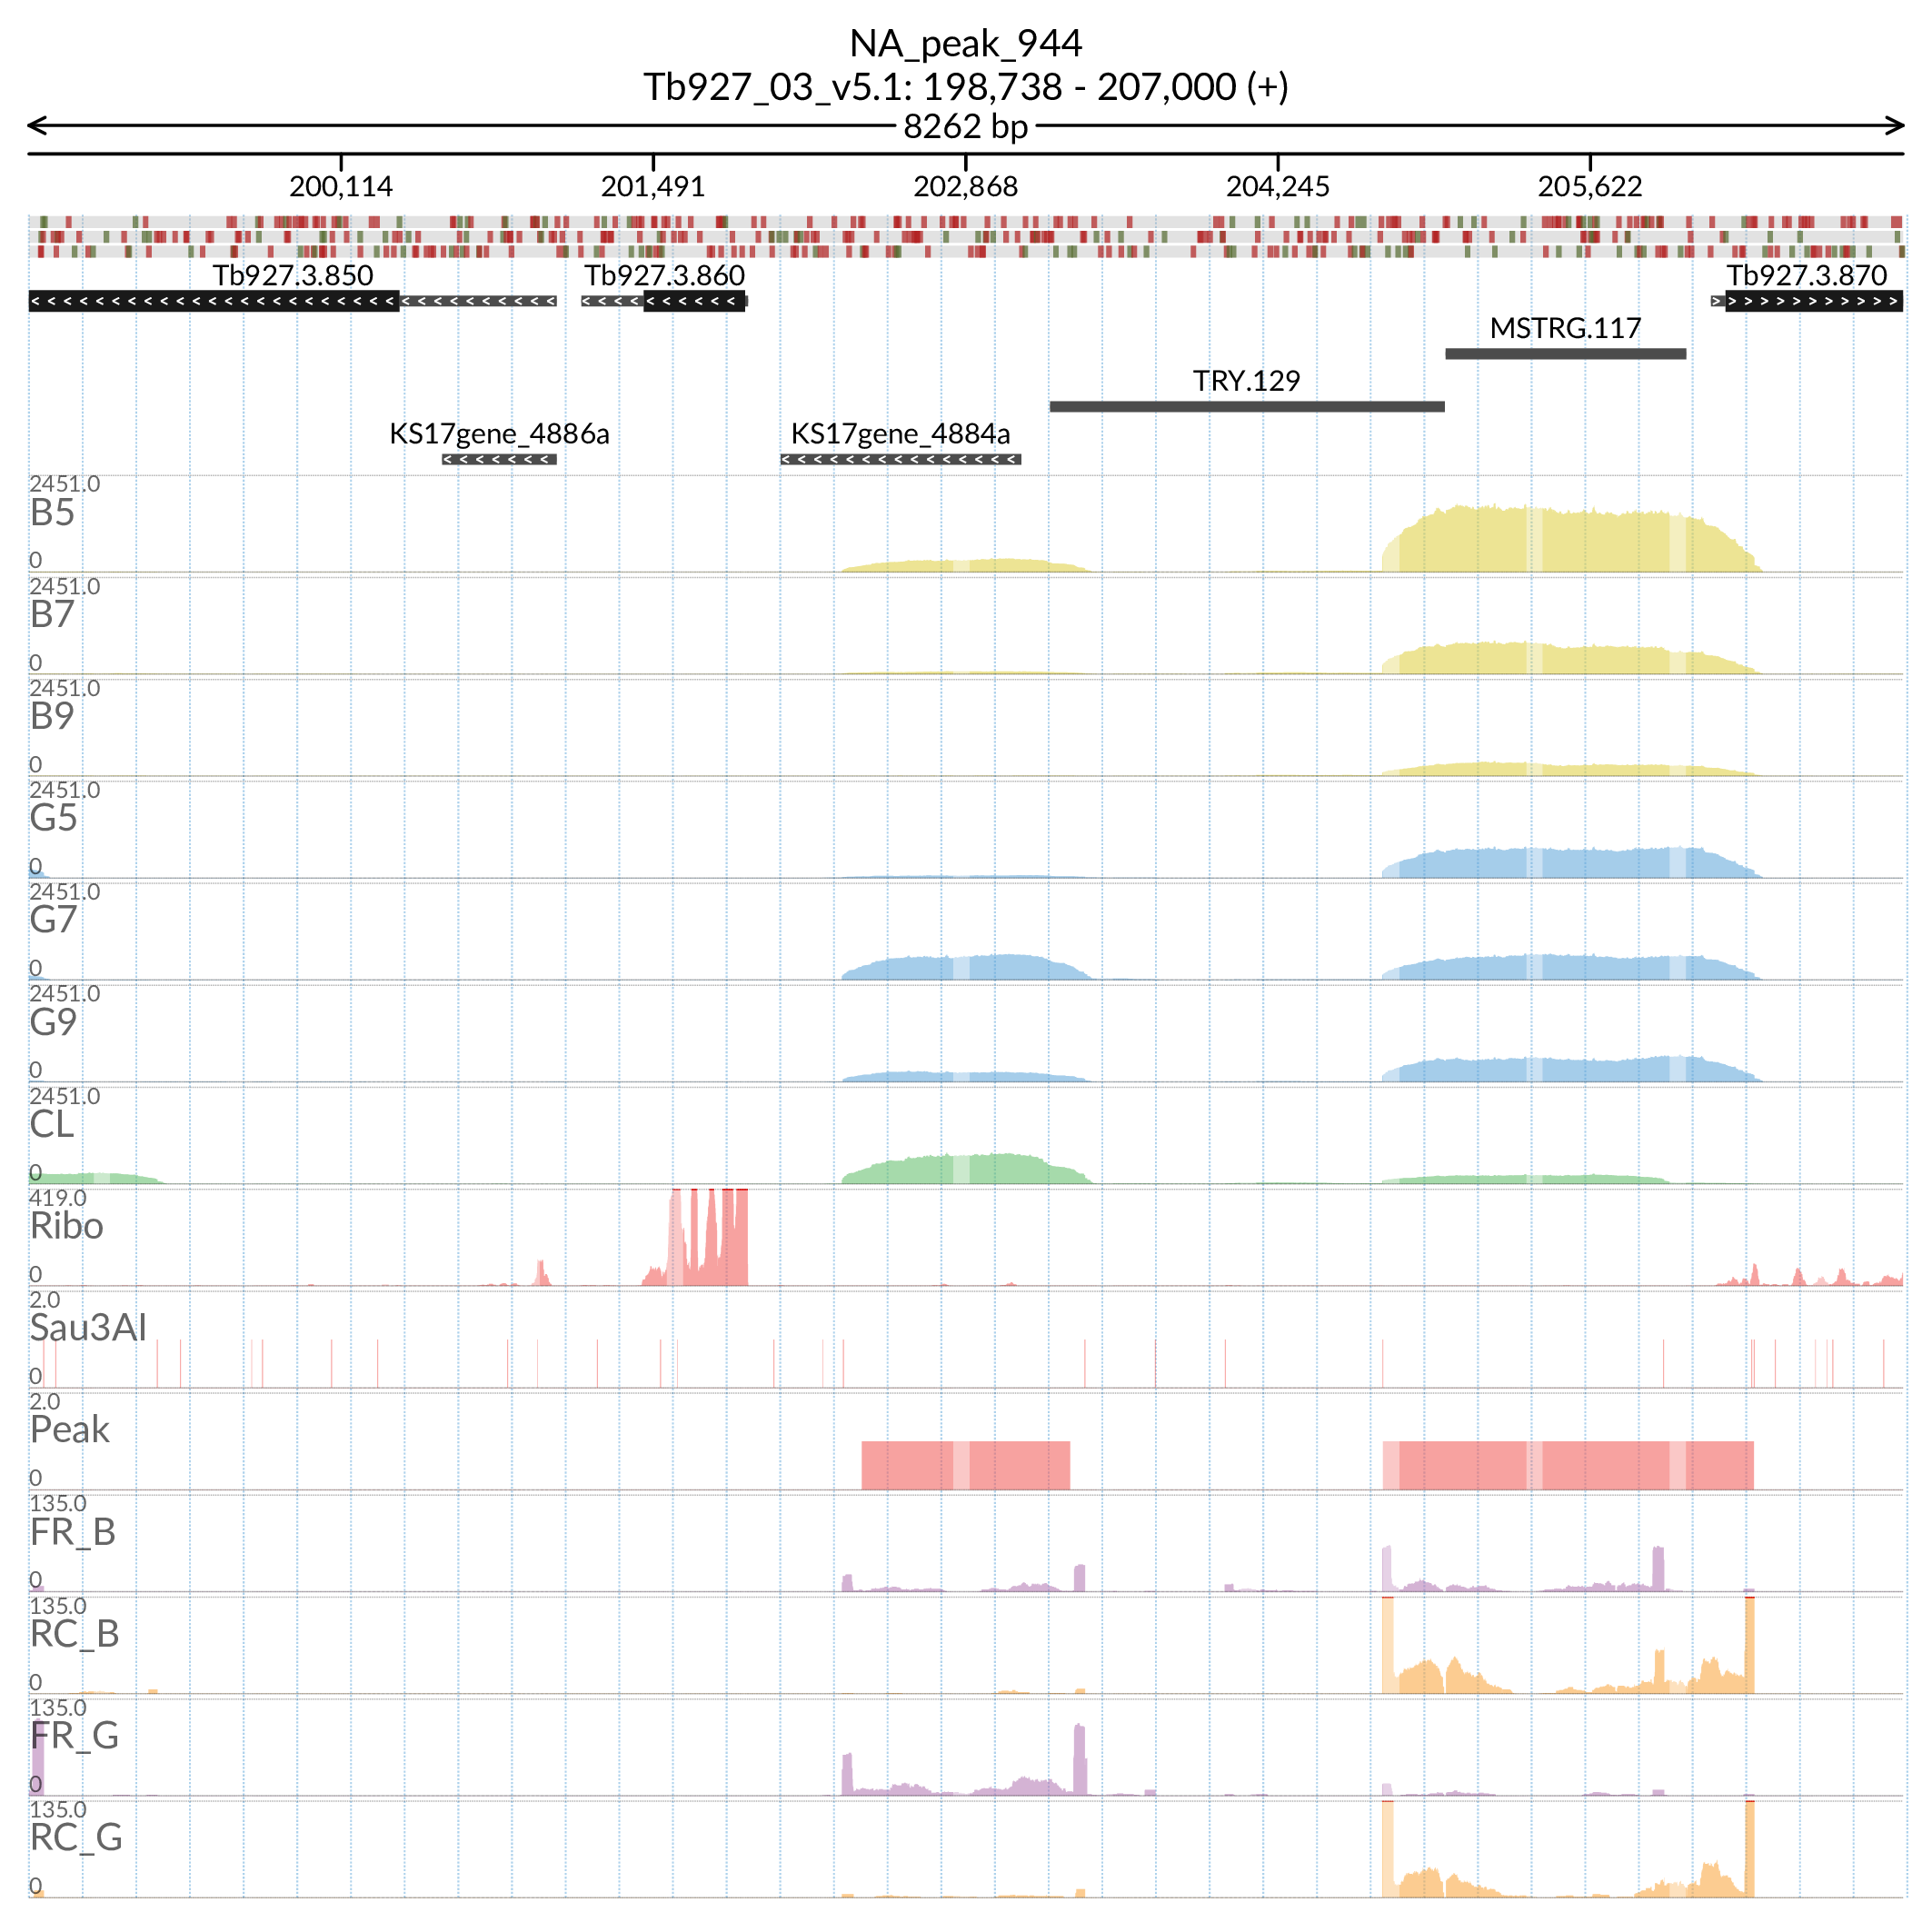 NA_peak_944
Tb927_03_v5.1: 198,738 - 207,000 (+)
8262 bp
200,114 201,491 202,868 204,245 205,622
Tb927.3.850 Tb927.3.860 Tb927.3.870
MSTRG.117
TRY.129
KS17gene_4886a KS17gene_4884a
2451.0
B5
0
2451.0
B7
0
2451.0
B9
0
2451.0
G5
0
2451.0
G7
0
2451.0
G9
0
2451.0
CL
0
419.0
Ribo
0
2.0
Sau3AI
0
2.0
Peak
0
135.0
FR_B
0
135.0
RC_B
0
135.0
FR_G
0
135.0
RC_G
0